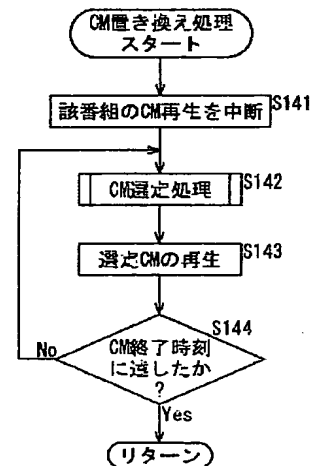 CM置き換え処理
スタート
該番組のCM再生を中断
S141
CM選定処理
S142
選定CMの再生
S143
S144
CM終了時刻
に達したか
?
No
Yes
リターン